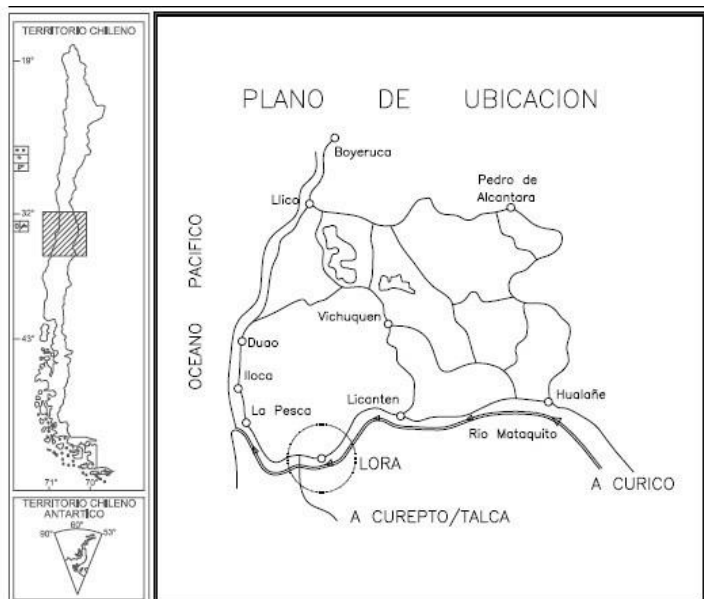 TERRITORIO CHILENO
19°
32°
43°
71° 70°
TERRITORIO CHILENO
ANTARTICO
90° 60° 53°
PLANO DE UBICACION
OCEANO PACIFICO
Boyeruca
Llico
Pedro de
Alcantara
Vichuquen
Duao
Iloca
La Pesca
Licanten
Hualañe
Rio Mataquito
LORA
A CURICO
A CUREPTO/TALCA